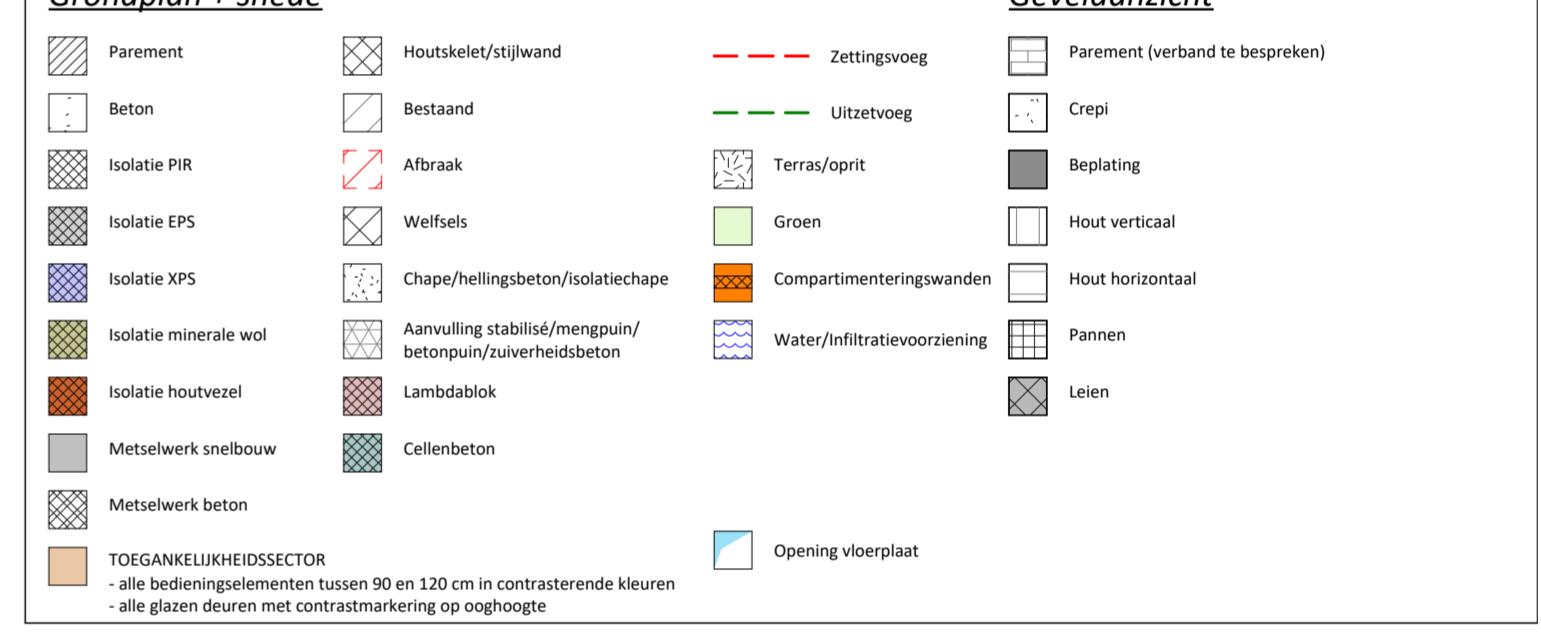 Grondplan + snede
Gevelaanzicht
Parement
Beton
Isolatie PIR
Isolatie EPS
Isolatie XPS
Isolatie minerale wol
Isolatie houtvezel
Metselwerk snelbouw
Metselwerk beton
TOEGANKELIJKHEIDSSECTOR
- alle bedieningselementen tussen 90 en 120 cm in contrasterende kleuren
- alle glazen deuren met contrastmarkering op ooghoogte
Houtskelet/stijlwand
Bestaand
Afbraak
Welfsels
Chape/hellingsbeton/isolatiechape
Aanvulling stabilisé/mengpuin/
betonpuin/zuiverheidsbeton
Lambdablok
Cellenbeton
Zettingsvoeg
Uitzetvoeg
Terras/oprit
Groen
Compartimenteringswanden
Water/Infiltratievoorziening
Opening vloerplaat
Parement (verband te bespreken)
Crepi
Beplating
Hout verticaal
Hout horizontaal
Pannen
Leien